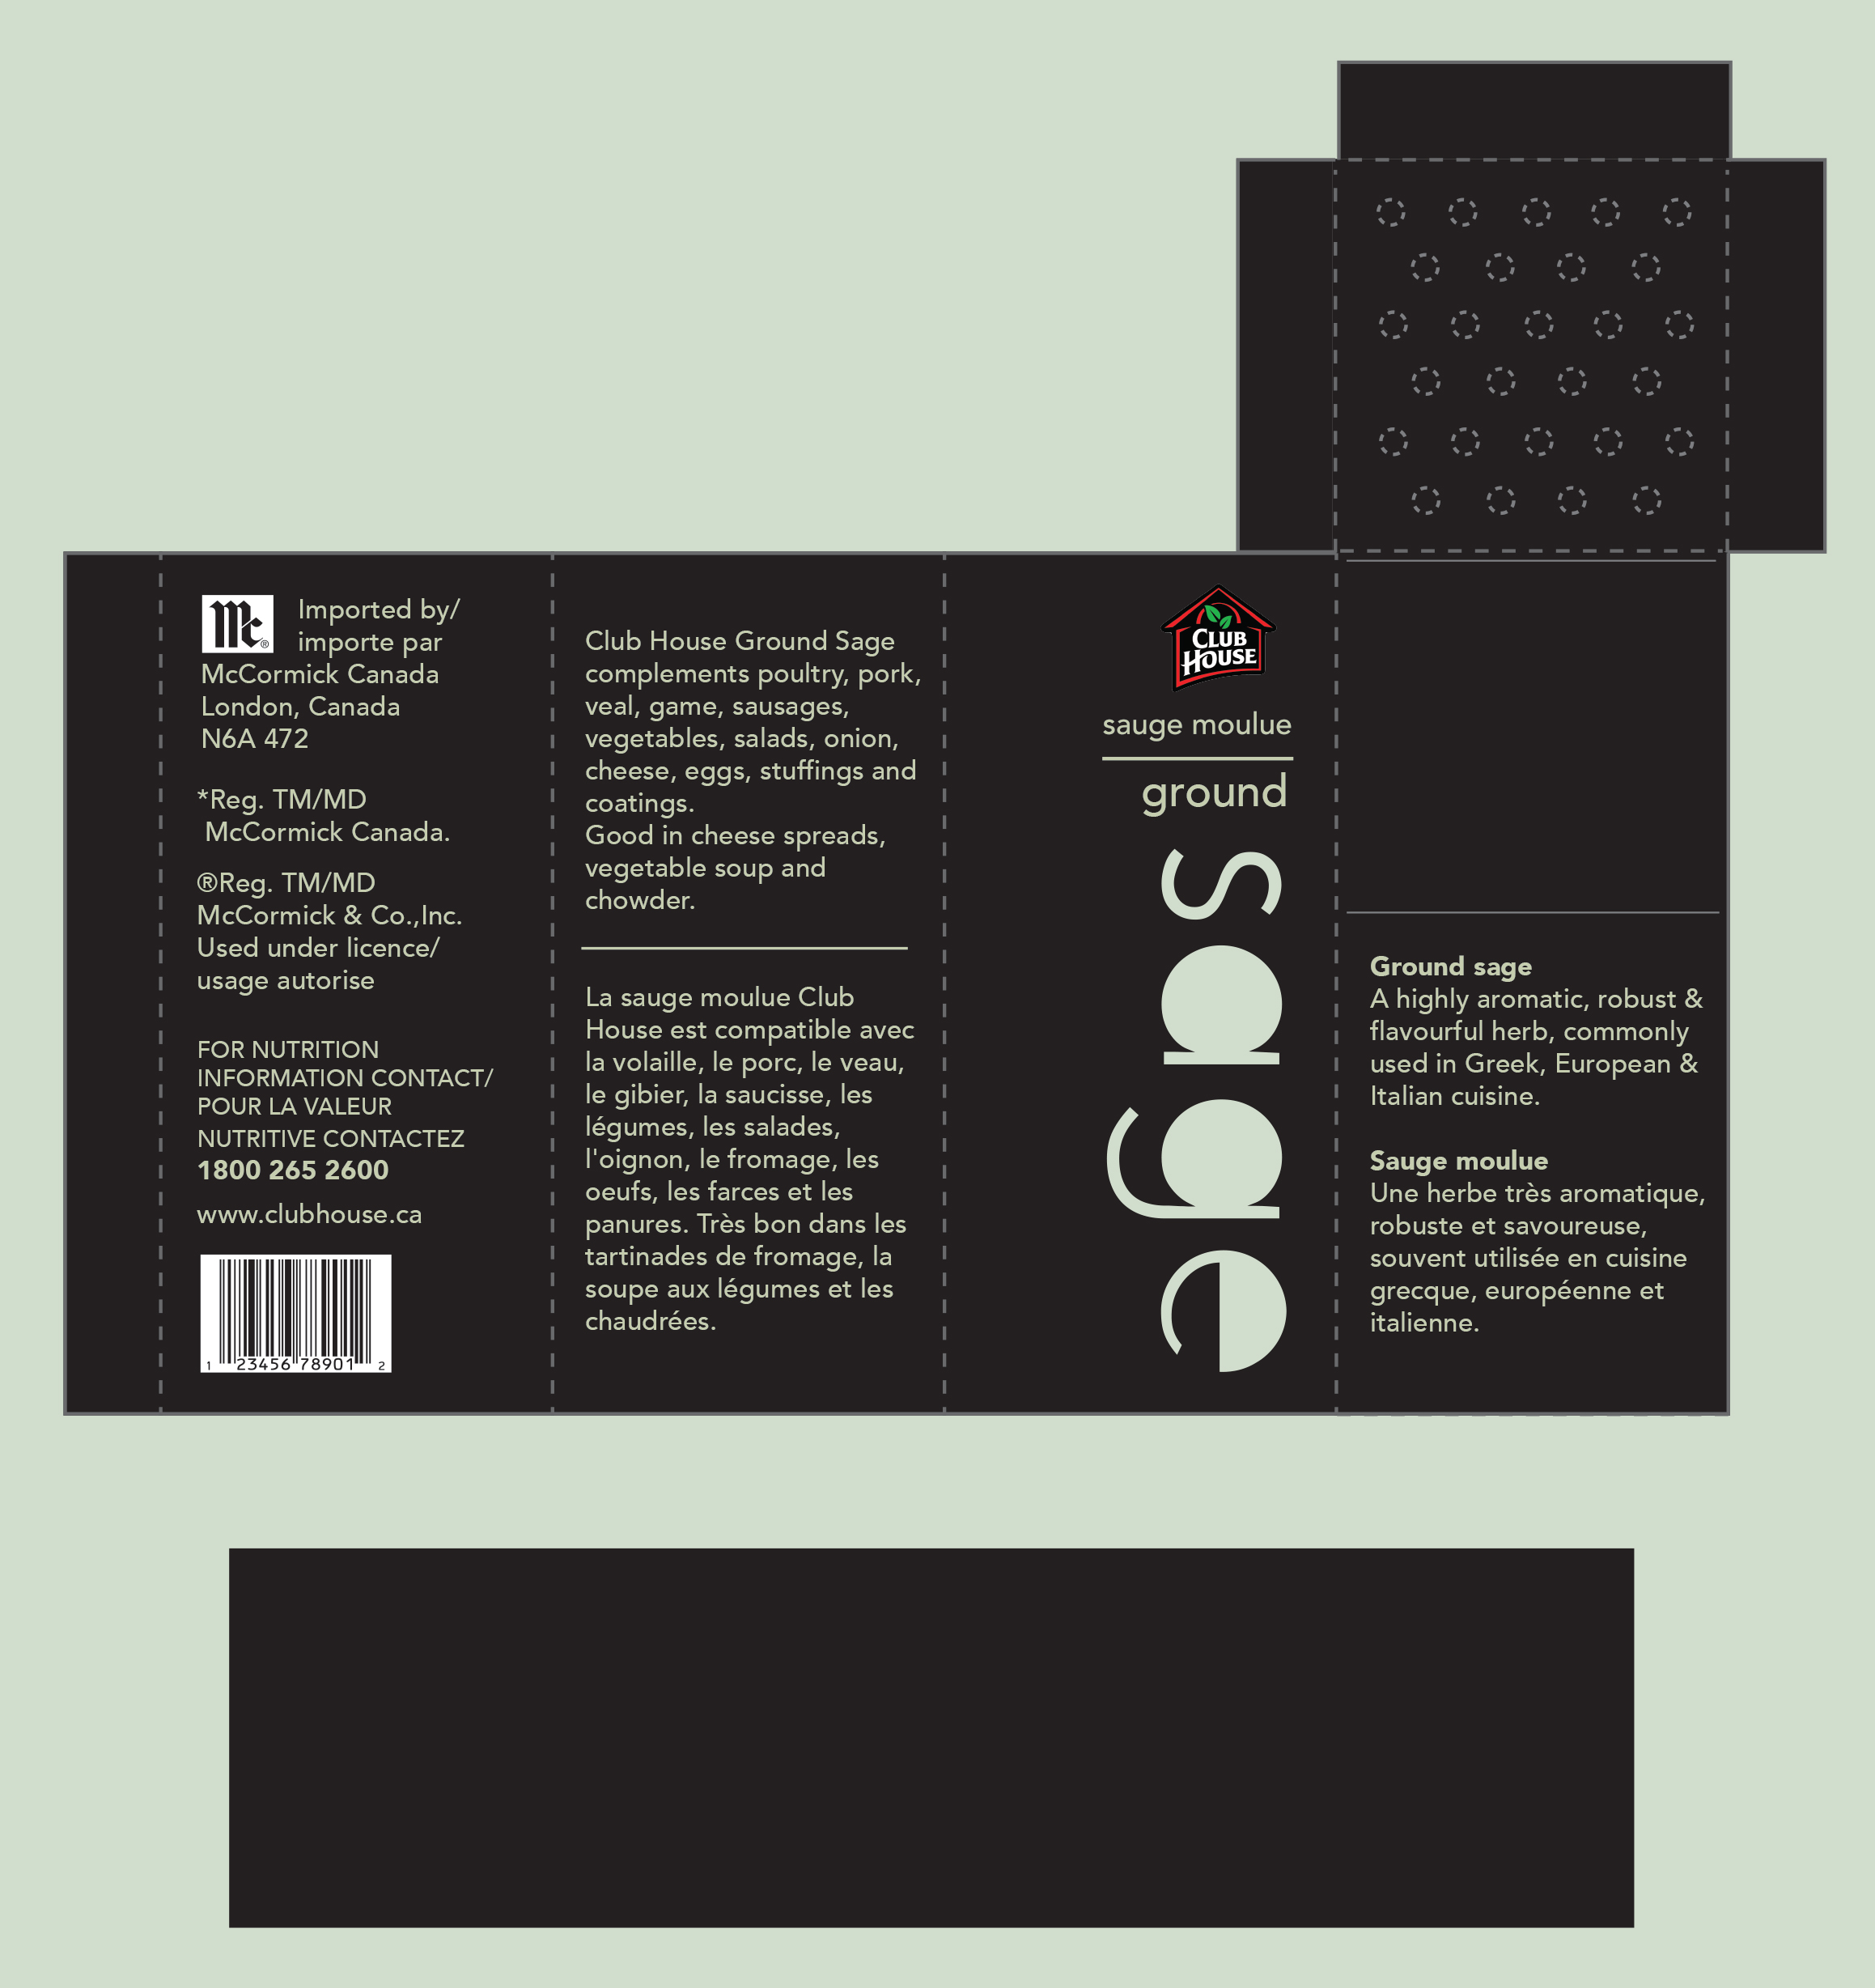 Mc®
Imported by/
importe par
McCormick Canada
London, Canada
N6A 472
*Reg. TM/MD
McCormick Canada.
®Reg. TM/MD
McCormick & Co.,Inc.
Used under licence/
usage autorise
FOR NUTRITION
INFORMATION CONTACT/
POUR LA VALEUR
NUTRITIVE CONTACTEZ
1800 265 2600
www.clubhouse.ca
1 23456 78901 2
Club House Ground Sage
complements poultry, pork,
veal, game, sausages,
vegetables, salads, onion,
cheese, eggs, stuffings and
coatings.
Good in cheese spreads,
vegetable soup and
chowder.
La sauge moulue Club
House est compatible avec
la volaille, le porc, le veau,
le gibier, la saucisse, les
légumes, les salades,
l'oignon, le fromage, les
oeufs, les farces et les
panures. Très bon dans les
tartinades de fromage, la
soupe aux légumes et les
chaudrées.
CLUB
HOUSE
sauge moulue
ground
sage
Ground sage
A highly aromatic, robust &
flavourful herb, commonly
used in Greek, European &
Italian cuisine.
Sauge moulue
Une herbe très aromatique,
robuste et savoureuse,
souvent utilisée en cuisine
grecque, européenne et
italienne.